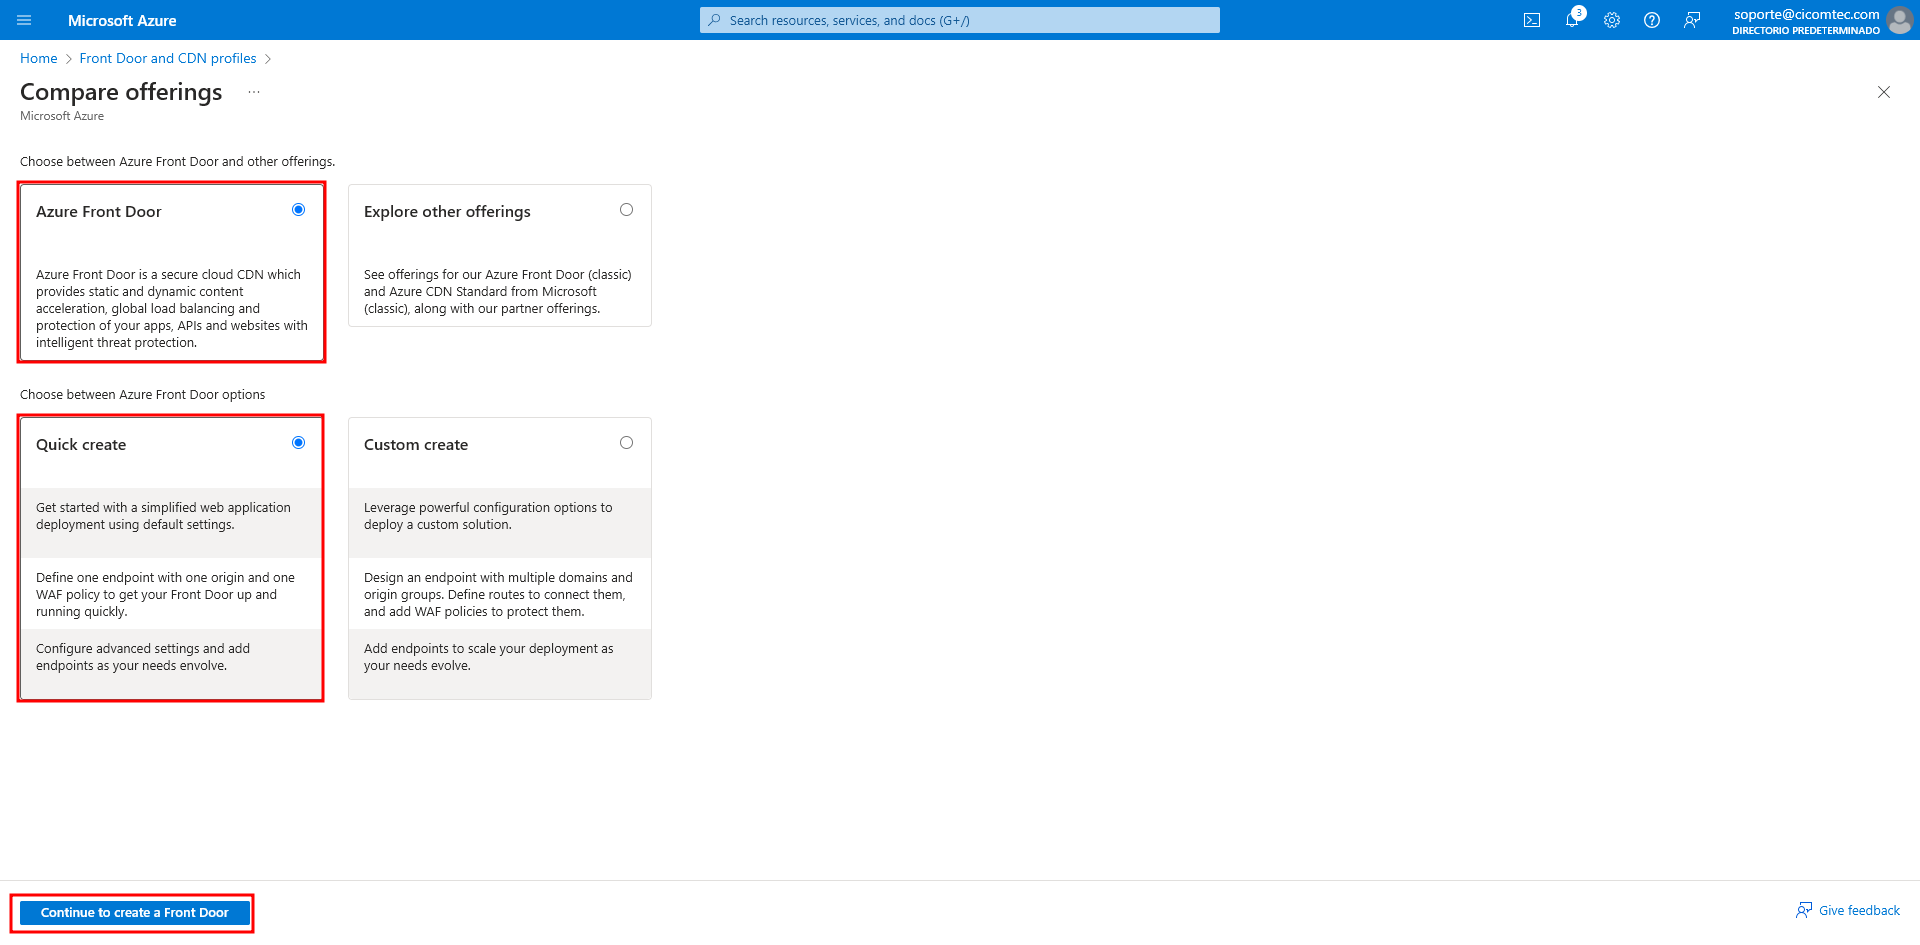 Microsoft Azure
Search resources, services, and docs (G+/)
3
soporte@cicomtec.com
DIRECTORIO PREDETERMINADO
Home > Front Door and CDN profiles >
Compare offerings ...
Microsoft Azure
Choose between Azure Front Door and other offerings.
Azure Front Door
Azure Front Door is a secure cloud CDN which
provides static and dynamic content
acceleration, global load balancing and
protection of your apps, APIs and websites with
intelligent threat protection.
Explore other offerings
See offerings for our Azure Front Door (classic)
and Azure CDN Standard from Microsoft
(classic), along with our partner offerings.
Choose between Azure Front Door options
Quick create
Get started with a simplified web application
deployment using default settings.
Define one endpoint with one origin and one
WAF policy to get your Front Door up and
running quickly.
Configure advanced settings and add
endpoints as your needs envolve.
Custom create
Leverage powerful configuration options to
deploy a custom solution.
Design an endpoint with multiple domains and
origin groups. Define routes to connect them,
and add WAF policies to protect them.
Add endpoints to scale your deployment as
your needs evolve.
Continue to create a Front Door
Give feedback